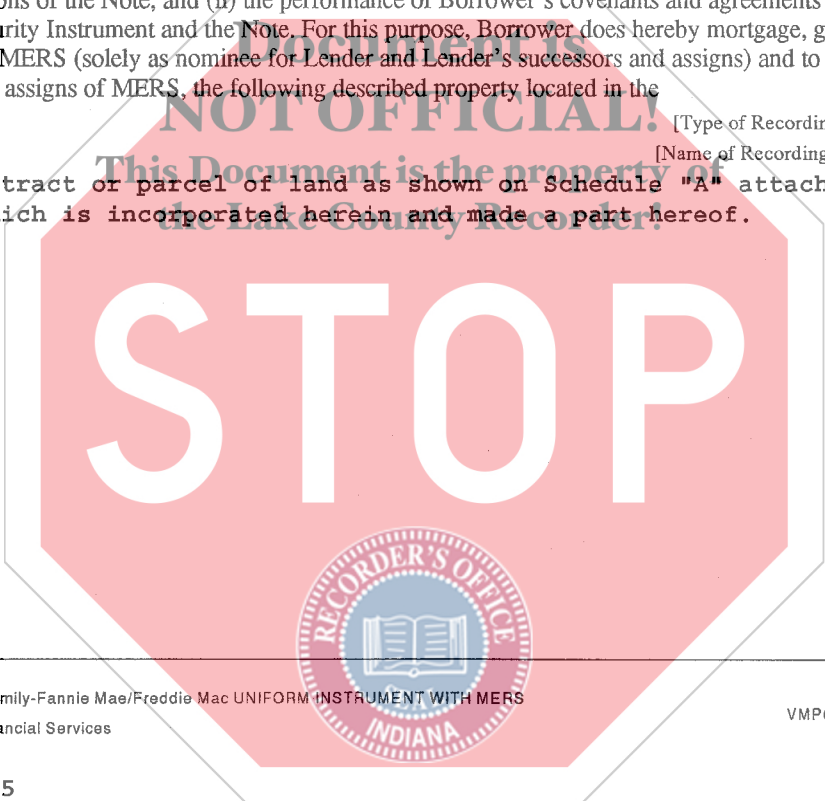 ons of the Note, and (ii) the performance of Borrower's covenants and agreements
urity Instrument and the Note. For this purpose, Borrower does hereby mortgage, g
Document is
MERS (solely as nominee for Lender and Lender's successors and assigns) and to
assigns of MERS, the following described property located in the
NOT OFFICIAL!
[Type of Recordin
[Name of Recording
This Document is the property of
tract or parcel of land as shown on Schedule "A" attach
ich is incorporated herein and made a part hereof.
the Lake County Recorder!
STOP
RECORDER'S OFFICE
INDIANA
mily-Fannie Mae/Freddie Mac UNIFORM INSTRUMENT WITH MERS
ancial Services
VMP
5